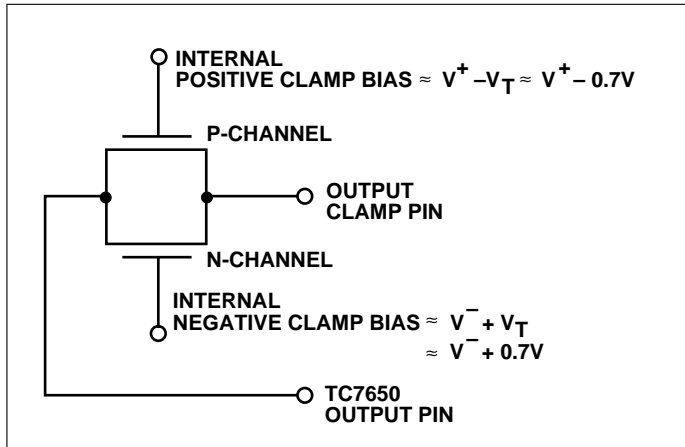 INTERNAL
POSITIVE CLAMP BIAS ≈ V⁺ –V_T ≈ V⁺ – 0.7V
P-CHANNEL
OUTPUT
CLAMP PIN
N-CHANNEL
INTERNAL
NEGATIVE CLAMP BIAS ≈ V⁻ + V_T
≈ V⁻ + 0.7V
TC7650
OUTPUT PIN